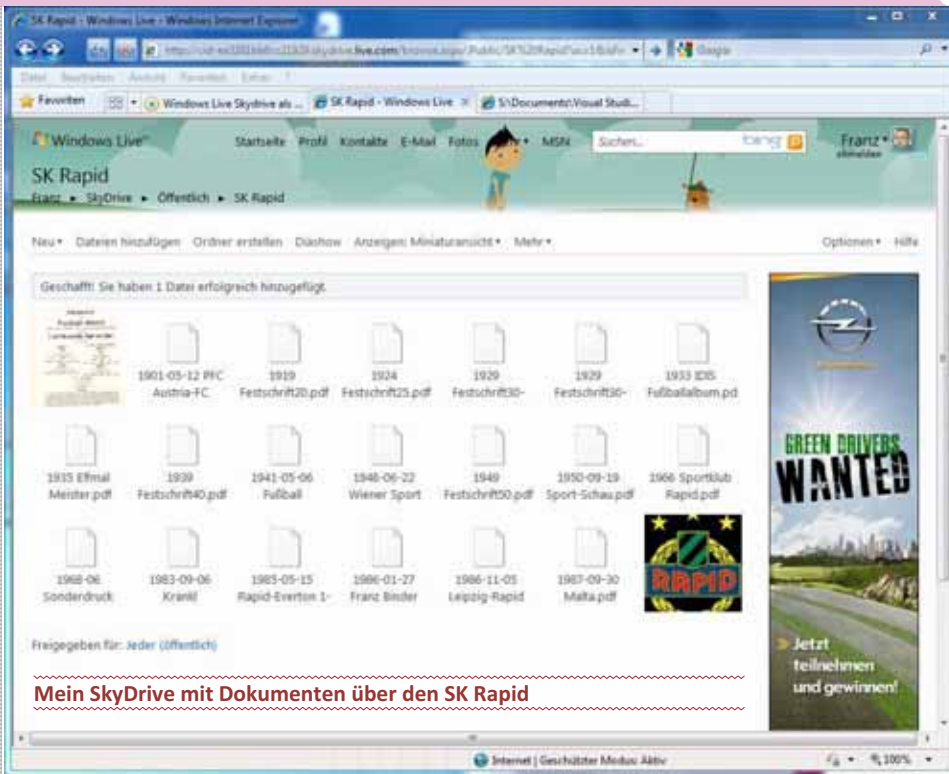 SK Rapid - Windows Live - Windows Internet Explorer
Google
Datei Bearbeiten Ansicht Favoriten Extras ?
Favoriten Windows Live Skydrive als ... SK Rapid - Windows Live S:\Documents\Visual Studi...
Windows Live Startseite Profil Kontakte E-Mail Fotos MSN Suchen... bing Franz
abmelden
SK Rapid
Franz ▸ SkyDrive ▸ Öffentlich ▸ SK Rapid
Neu Dateien hinzufügen Ordner erstellen Diashow Anzeigen: Miniaturansicht Mehr Optionen Hilfe
Geschafft! Sie haben 1 Datei erfolgreich hinzugefügt.
1901-05-12 PFC 1919 1924 1929 1929 1933 IDIS
Austria-FC Festschrift20.pdf Festschrift25.pdf Festschrift30- Festschrift30- Fußballalbum.pd
1935 Elfmal 1939 1941-05-06 1946-06-22 1949 1950-09-19 1966 Sportklub
Meister.pdf Festschrift40.pdf Fußball Wiener Sport Festschrift50.pdf Sport-Schau.pdf Rapid.pdf
1968-06 1983-09-06 1985-05-15 1986-01-27 1986-11-05 1987-09-30
Sonderdruck Krankl Rapid-Everton 1- Franz Binder Leipzig-Rapid Malta.pdf
RAPID
Freigegeben für: Jeder (öffentlich)
Mein SkyDrive mit Dokumenten über den SK Rapid
GREEN DRIVERS
WANTED
Jetzt
teilnehmen
und gewinnen!
Internet | Geschützter Modus: Aktiv 100%